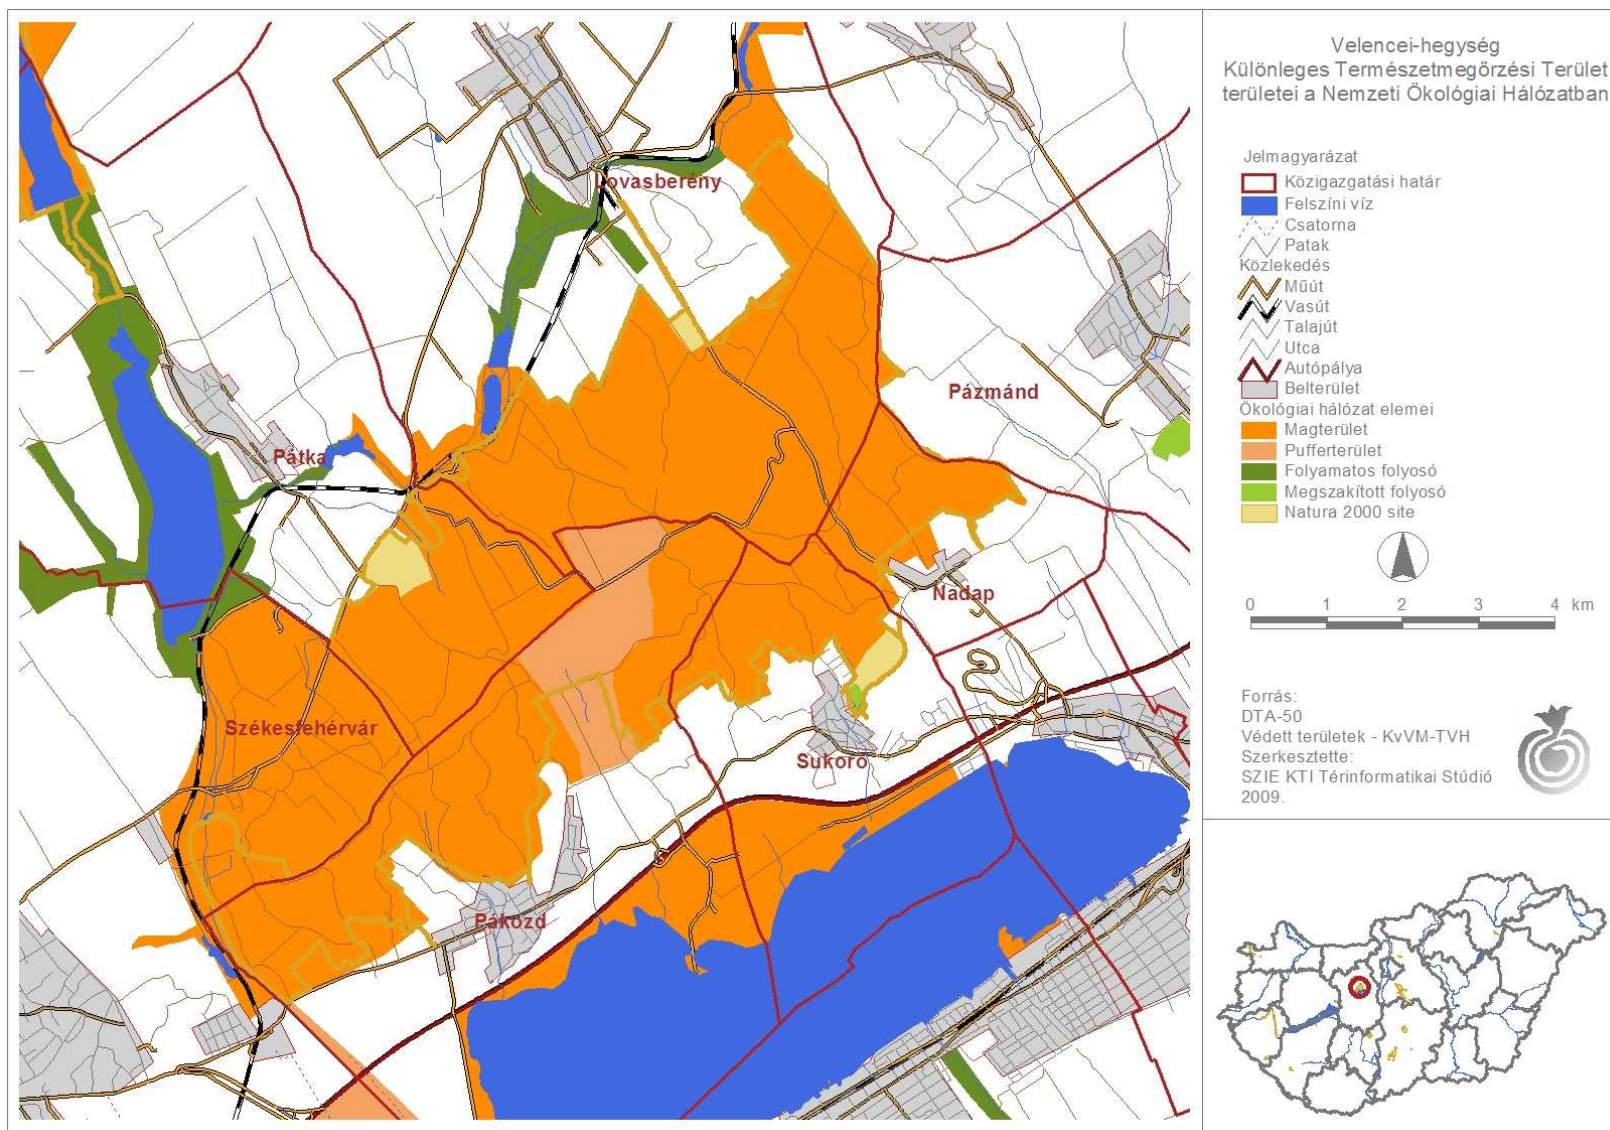 Velencei-hegység
Különleges Természetmegőrzési Terület
területei a Nemzeti Ökológiai Hálózatban
Jelmagyarázat
Közigazgatási határ
Felszíni víz
Csatorna
Patak
Közlekedés
Műút
Vasút
Talajút
Utca
Autópálya
Belterület
Ökológiai hálózat elemei
Magterület
Pufferterület
Folyamatos folyosó
Megszakított folyosó
Natura 2000 site
0 1 2 3 4 km
Forrás:
DTA-50
Védett területek - KvVM-TVH
Szerkesztette:
SZIE KTI Térinformatikai Stúdió
2009.
Lovasberény
Pázmánd
Pátka
Nadap
Székesfehérvár
Sukoró
Pákozd